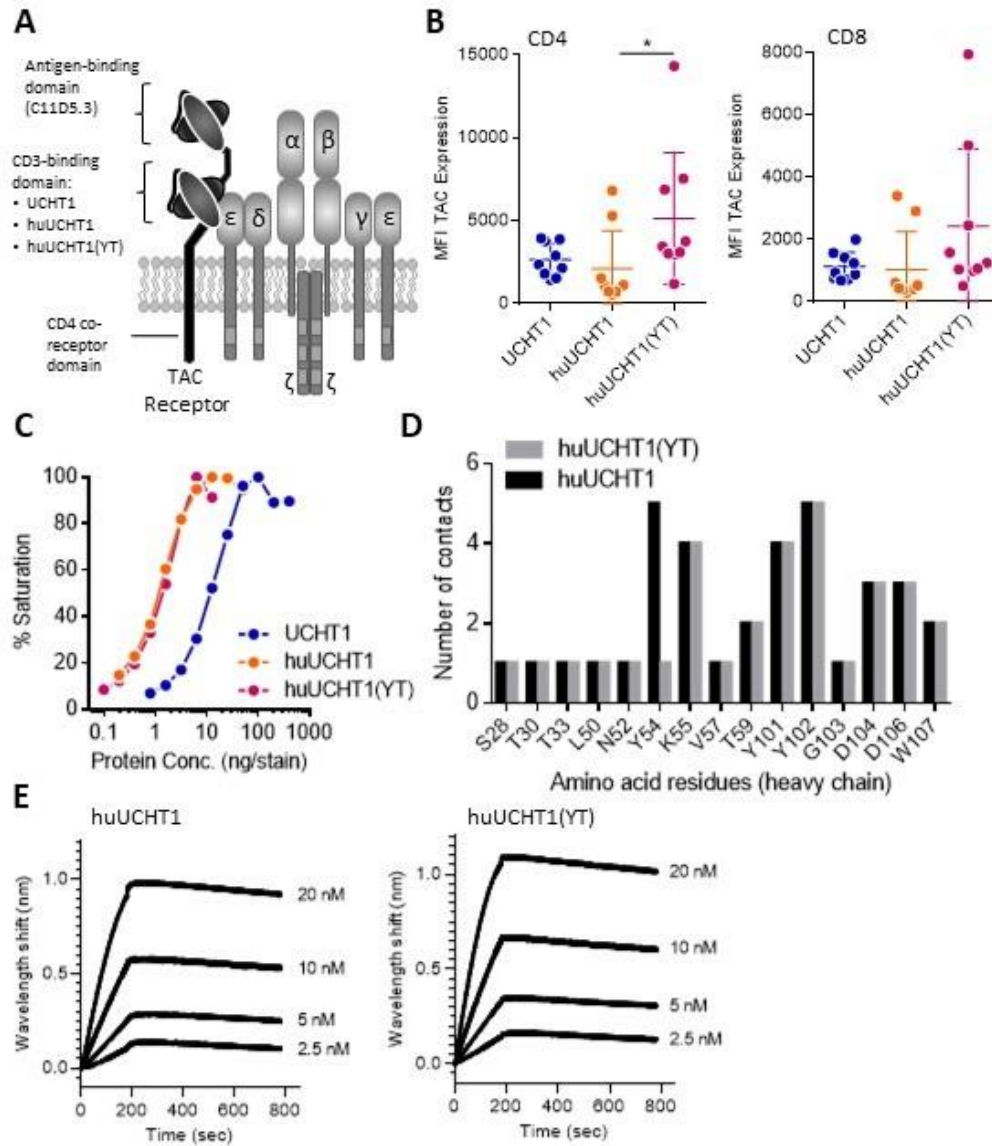 A
Antigen-binding
domain
(C11D5.3)
CD3-binding
domain:
• UCHT1
• huUCHT1
• huUCHT1(YT)
CD4 co-
receptor
domain
TAC
Receptor
α
β
ε
δ
γ
ε
ζ
ζ
B
CD4
*
MFI TAC Expression
15000
10000
5000
0
UCHT1
huUCHT1
huUCHT1(YT)
CD8
MFI TAC Expression
8000
6000
4000
2000
0
UCHT1
huUCHT1
huUCHT1(YT)
C
% Saturation
100
80
60
40
20
0
0.1
1
10
100
1000
Protein Conc. (ng/stain)
UCHT1
huUCHT1
huUCHT1(YT)
D
huUCHT1(YT)
huUCHT1
Number of contacts
6
4
2
0
S28
T30
T33
L50
N52
Y54
K55
V57
T59
Y101
Y102
G103
D104
D106
W107
Amino acid residues (heavy chain)
E
huUCHT1
Wavelength shift (nm)
1.0
0.5
0.0
20 nM
10 nM
5 nM
2.5 nM
0
200
400
600
800
Time (sec)
huUCHT1(YT)
Wavelength shift (nm)
1.0
0.5
0.0
20 nM
10 nM
5 nM
2.5 nM
0
200
400
600
800
Time (sec)